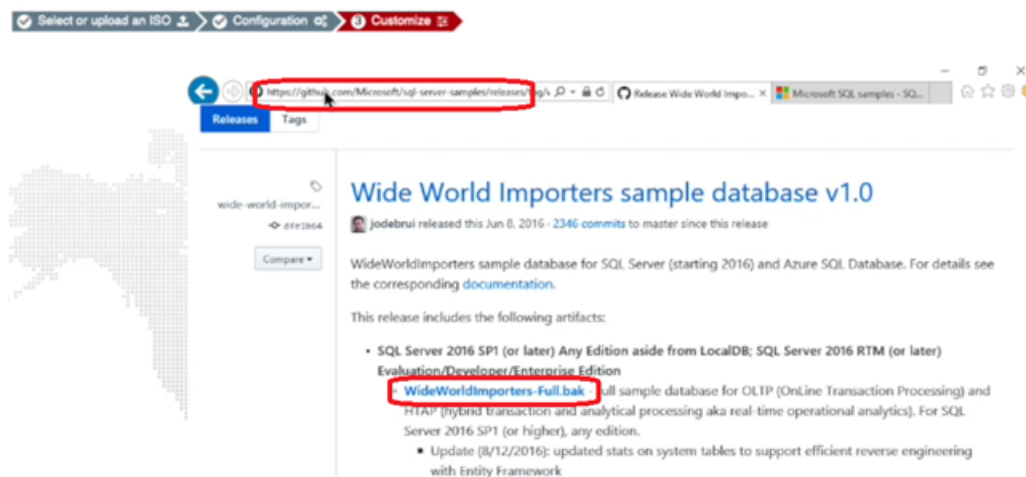 Select or upload an ISO
Configuration
3 Customize
https://github.com/Microsoft/sql-server-samples/releases/tag/v
Release Wide World Impo...
Microsoft SQL samples - SQ...
Releases Tags
wide-world-impor...
Compare
Wide World Importers sample database v1.0
jodebrui released this Jun 8, 2016 · 2346 commits to master since this release
WideWorldImporters sample database for SQL Server (starting 2016) and Azure SQL Database. For details see
the corresponding documentation.
This release includes the following artifacts:
• SQL Server 2016 SP1 (or later) Any Edition aside from LocalDB; SQL Server 2016 RTM (or later)
Evaluation/Developer/Enterprise Edition
WideWorldImporters-Full.bak - full sample database for OLTP (OnLine Transaction Processing) and
HTAP (hybrid transaction and analytical processing aka real-time operational analytics). For SQL
Server 2016 SP1 (or higher), any edition.
▪ Update (8/12/2016): updated stats on system tables to support efficient reverse engineering
with Entity Framework